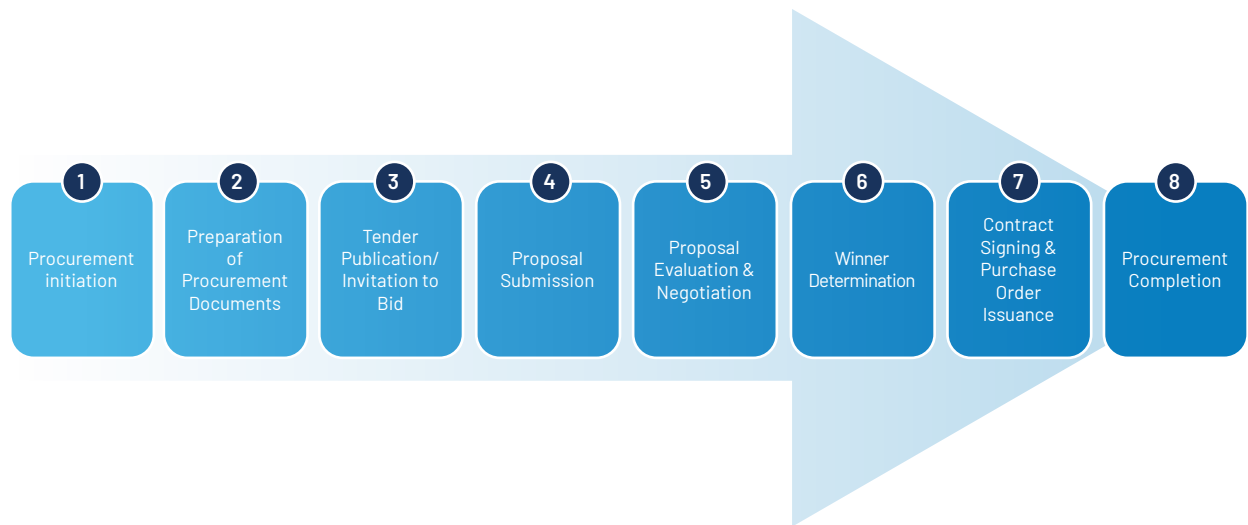 1
Procurement
initiation
2
Preparation
of
Procurement
Documents
3
Tender
Publication/
Invitation to
Bid
4
Proposal
Submission
5
Proposal
Evaluation &
Negotiation
6
Winner
Determination
7
Contract
Signing &
Purchase
Order
Issuance
8
Procurement
Completion